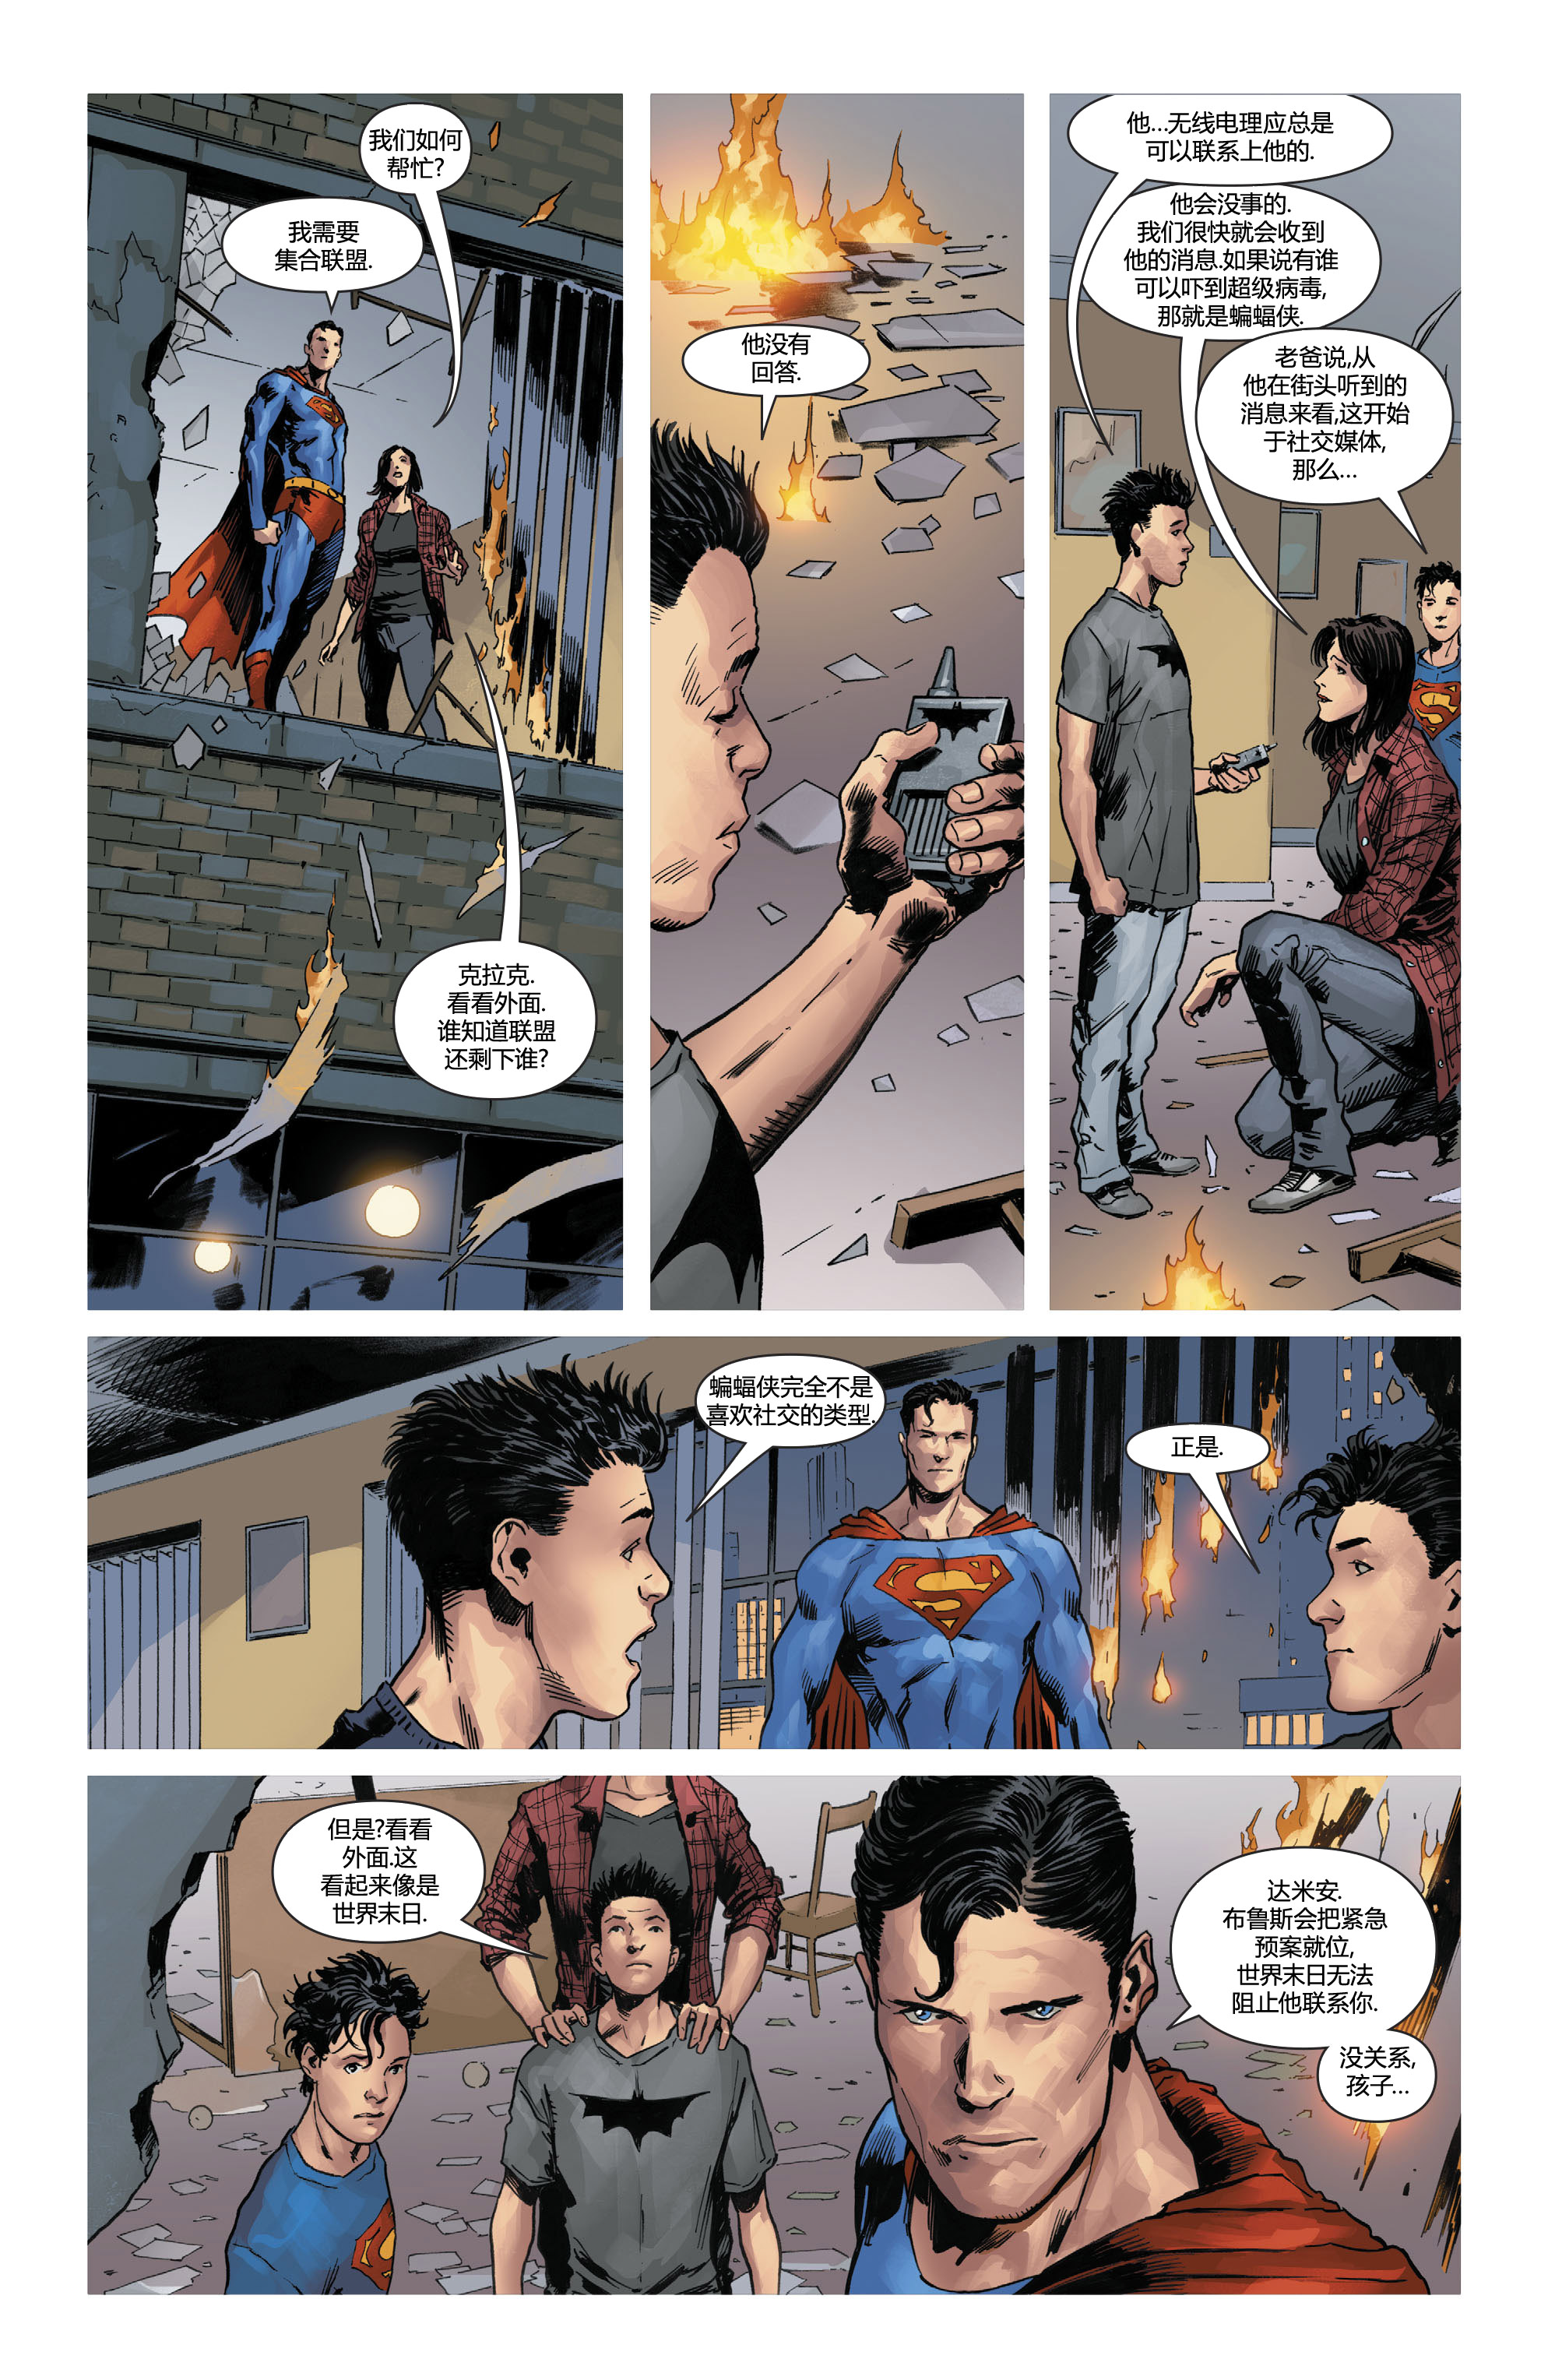 我们如何
帮忙?
我需要
集合联盟.
克拉克.
看看外面.
谁知道联盟
还剩下谁?
他没有
回答.
他...无线电理应总是
可以联系上他的.
他会没事的.
我们很快就会收到
他的消息.如果说有谁
可以吓到超级病毒,
那就是蝙蝠侠.
老爸说,从
他在街头听到的
消息来看,这开始
于社交媒体,
那么...
蝙蝠侠完全不是
喜欢社交的类型.
正是.
但是?看看
外面.这
看起来像是
世界末日.
达米安.
布鲁斯会把紧急
预案就位,
世界末日无法
阻止他联系你.
没关系,
孩子...